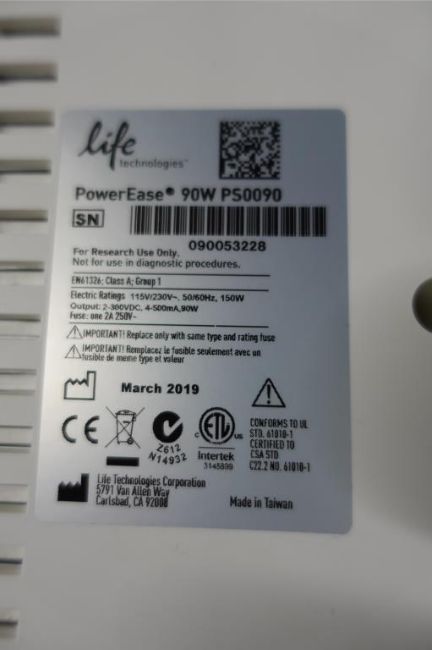 life
technologies™
PowerEase® 90W PS0090
SN
090053228
For Research Use Only.
Not for use in diagnostic procedures.
EN61326; Class A; Group 1
Electric Ratings 115V/230V~, 50/60Hz, 150W
Output: 2-300VDC, 4-500mA,90W
Fuse: one 2A 250V~
IMPORTANT! Replace only with same type and rating fuse
IMPORTANT! Remplacez le fusible seulement avec un
fusible de meme type et valeur
March 2019
CE
Z612
N14932
c ETL us
Intertek
3145899
CONFORMS TO UL
STD. 61010-1
CERTIFIED TO
CSA STD
C22.2 NO. 61010-1
Life Technologies Corporation
5791 Van Allen Way
Carlsbad, CA 92008
Made in Taiwan